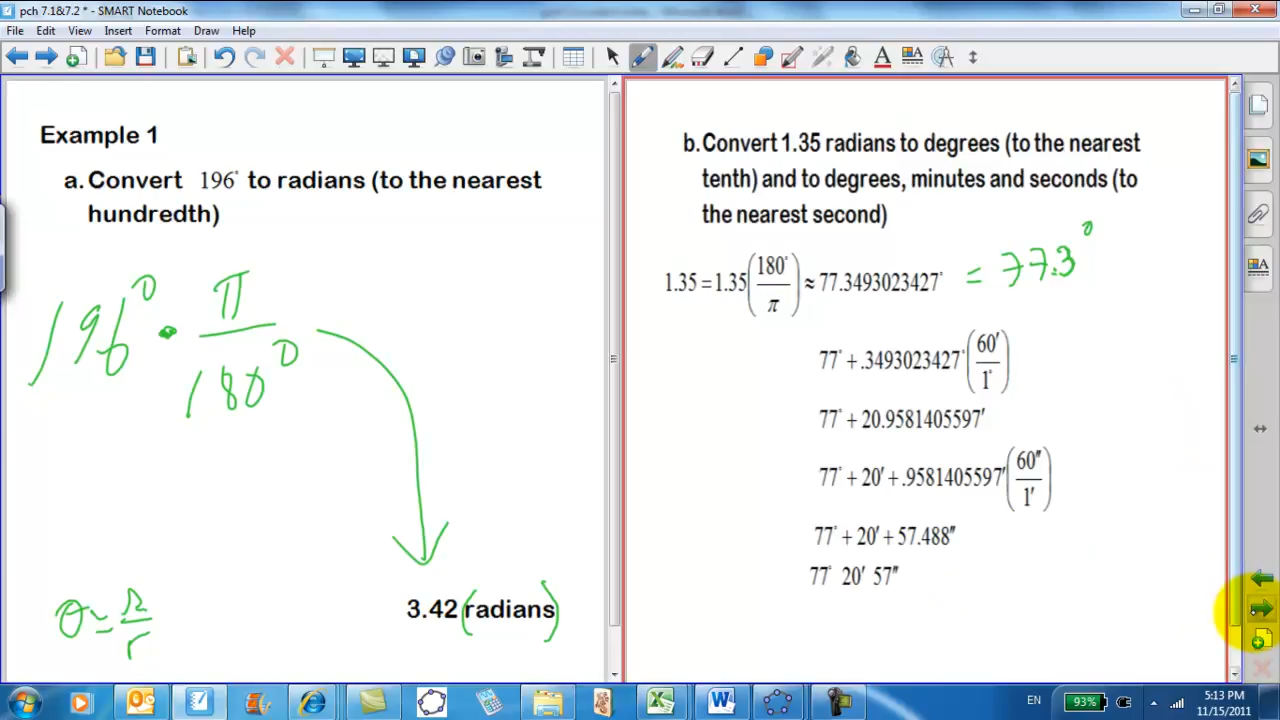 pch 7.1&7.2 * - SMART Notebook
File Edit View Insert Format Draw Help
Example 1
a. Convert 196° to radians (to the nearest
hundredth)
196° · π/180°
θ = s/r
3.42 (radians)
b. Convert 1.35 radians to degrees (to the nearest
tenth) and to degrees, minutes and seconds (to
the nearest second)
1.35 = 1.35(180°/π) ≈ 77.3493023427° = 77.3°
77° + .3493023427°(60′/1°)
77° + 20.9581405597′
77° + 20′ + .9581405597′(60″/1′)
77° + 20′ + 57.488″
77° 20′ 57″
EN
93%
5:13 PM
11/15/2011